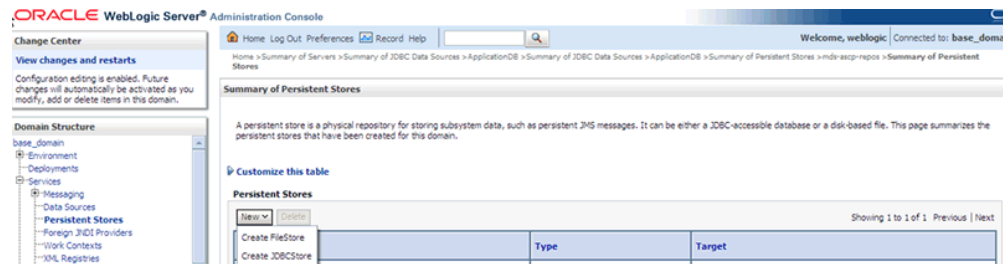 ORACLE WebLogic Server® Administration Console
Change Center
View changes and restarts
Configuration editing is enabled. Future
changes will automatically be activated as you
modify, add or delete items in this domain.
Domain Structure
base_domain
Environment
Deployments
Services
Messaging
Data Sources
Persistent Stores
Foreign JNDI Providers
Work Contexts
XML Registries
Home Log Out Preferences Record Help
Welcome, weblogic Connected to: base_doma
Home >Summary of Servers >Summary of JDBC Data Sources >ApplicationDB >Summary of JDBC Data Sources >ApplicationDB >Summary of Persistent Stores >mds-ascp-repos >Summary of Persistent
Stores
Summary of Persistent Stores
A persistent store is a physical repository for storing subsystem data, such as persistent JMS messages. It can be either a JDBC-accessible database or a disk-based file. This page summarizes the
persistent stores that have been created for this domain.
Customize this table
Persistent Stores
New Delete
Showing 1 to 1 of 1 Previous | Next
Create FileStore
Create JDBCStore
Type Target